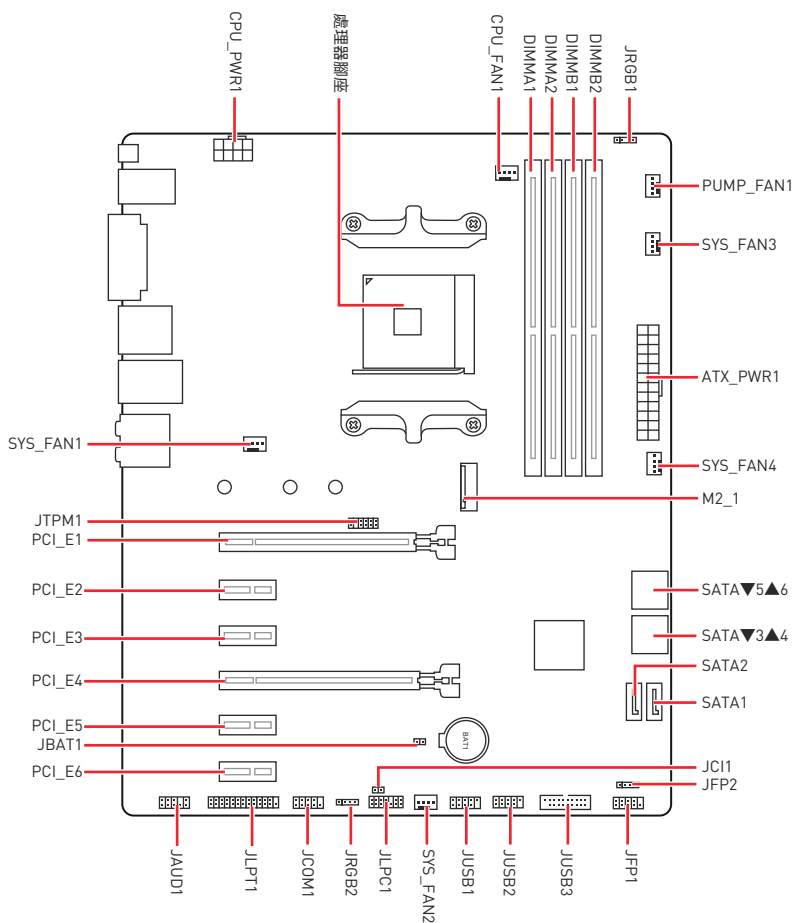 CPU_PWR1
處理器腳座
CPU_FAN1
DIMMA1
DIMMA2
DIMMB1
DIMMB2
JRGB1
PUMP_FAN1
SYS_FAN3
ATX_PWR1
SYS_FAN1
SYS_FAN4
M2_1
JTPM1
PCI_E1
PCI_E2
SATA▼5▲6
PCI_E3
SATA▼3▲4
SATA2
PCI_E4
SATA1
PCI_E5
JBAT1
BAT1
PCI_E6
JCI1
JFP2
JAUD1
JLPT1
JCOM1
JRGB2
JLPC1
SYS_FAN2
JUSB1
JUSB2
JUSB3
JFP1